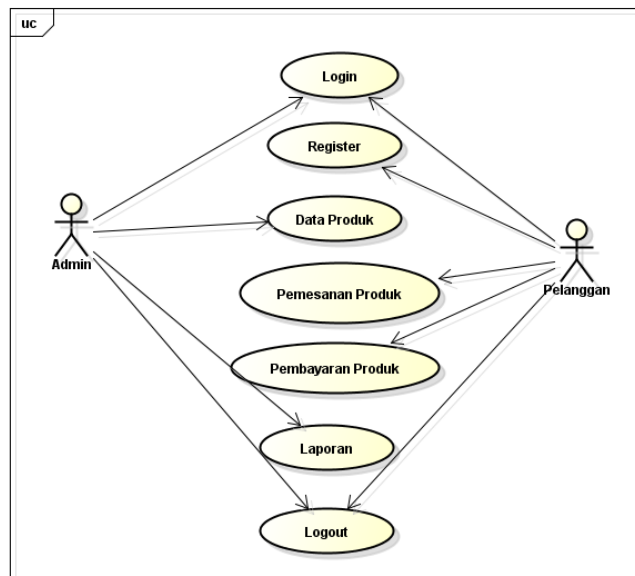 uc
Login
Register
Data Produk
Admin
Pemesanan Produk
Pelanggan
Pembayaran Produk
Laporan
Logout